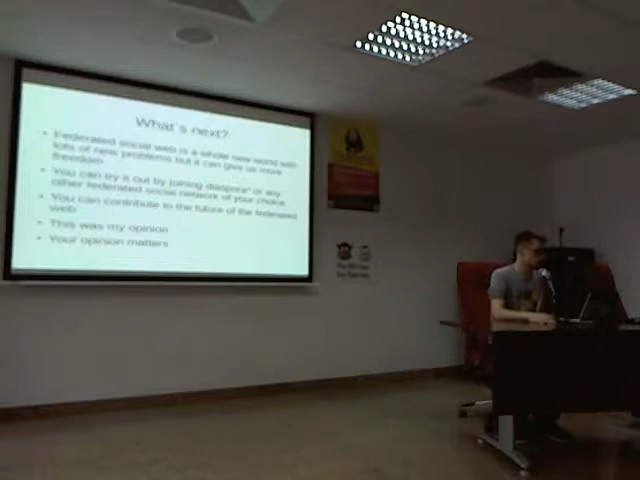 What's next?
• Federated social web is a whole new world with
lots of new problems but it can give us more
freedom
• You can try it out by joining diaspora* or any
other federated social network of your choice
• You can contribute to the future of the federated
web
• This was my opinion
• Your opinion matters